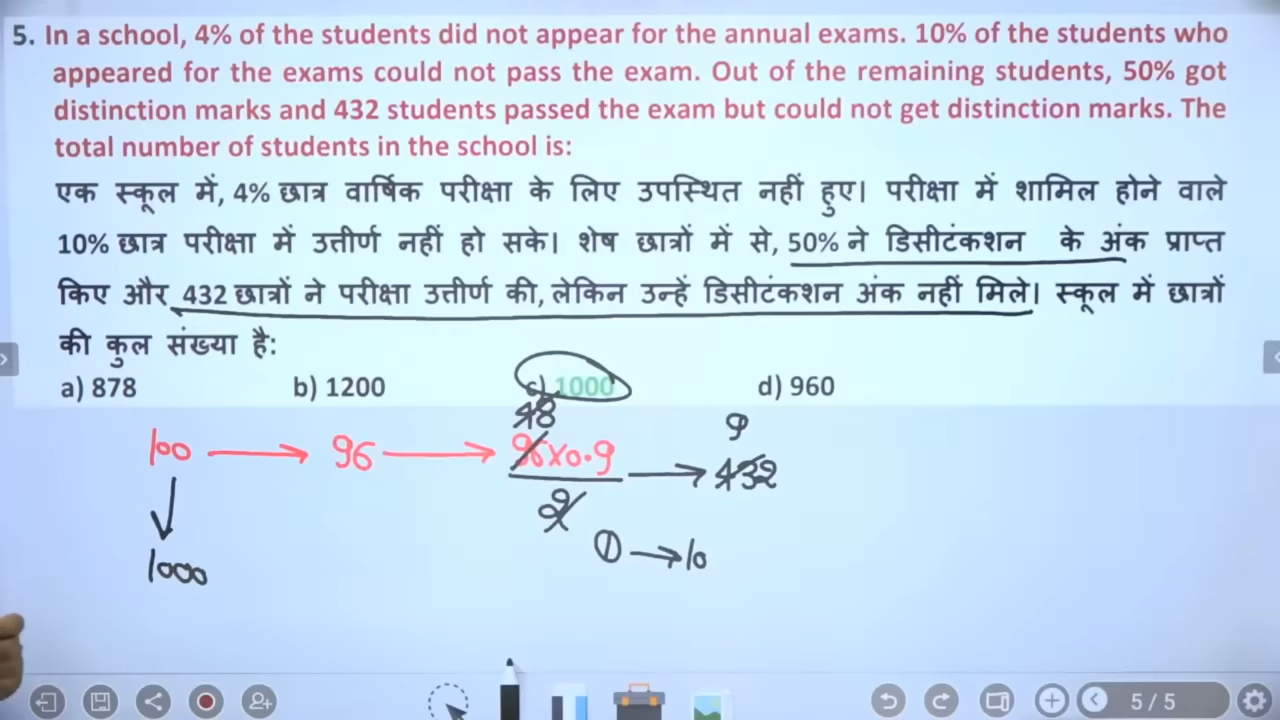 5. In a school, 4% of the students did not appear for the annual exams. 10% of the students who
appeared for the exams could not pass the exam. Out of the remaining students, 50% got
distinction marks and 432 students passed the exam but could not get distinction marks. The
total number of students in the school is:
एक स्कूल में, 4% छात्र वार्षिक परीक्षा के लिए उपस्थित नहीं हुए। परीक्षा में शामिल होने वाले
10% छात्र परीक्षा में उत्तीर्ण नहीं हो सके। शेष छात्रों में से, 50% ने डिसीटंकशन के अंक प्राप्त
किए और 432 छात्रों ने परीक्षा उत्तीर्ण की, लेकिन उन्हें डिसीटंकशन अंक नहीं मिले। स्कूल में छात्रों
की कुल संख्या है:
a) 878 b) 1200 c) 1000 d) 960
48 9
100 → 96 → 96×0.9 → 432
2
1 → 10
1000
5 / 5